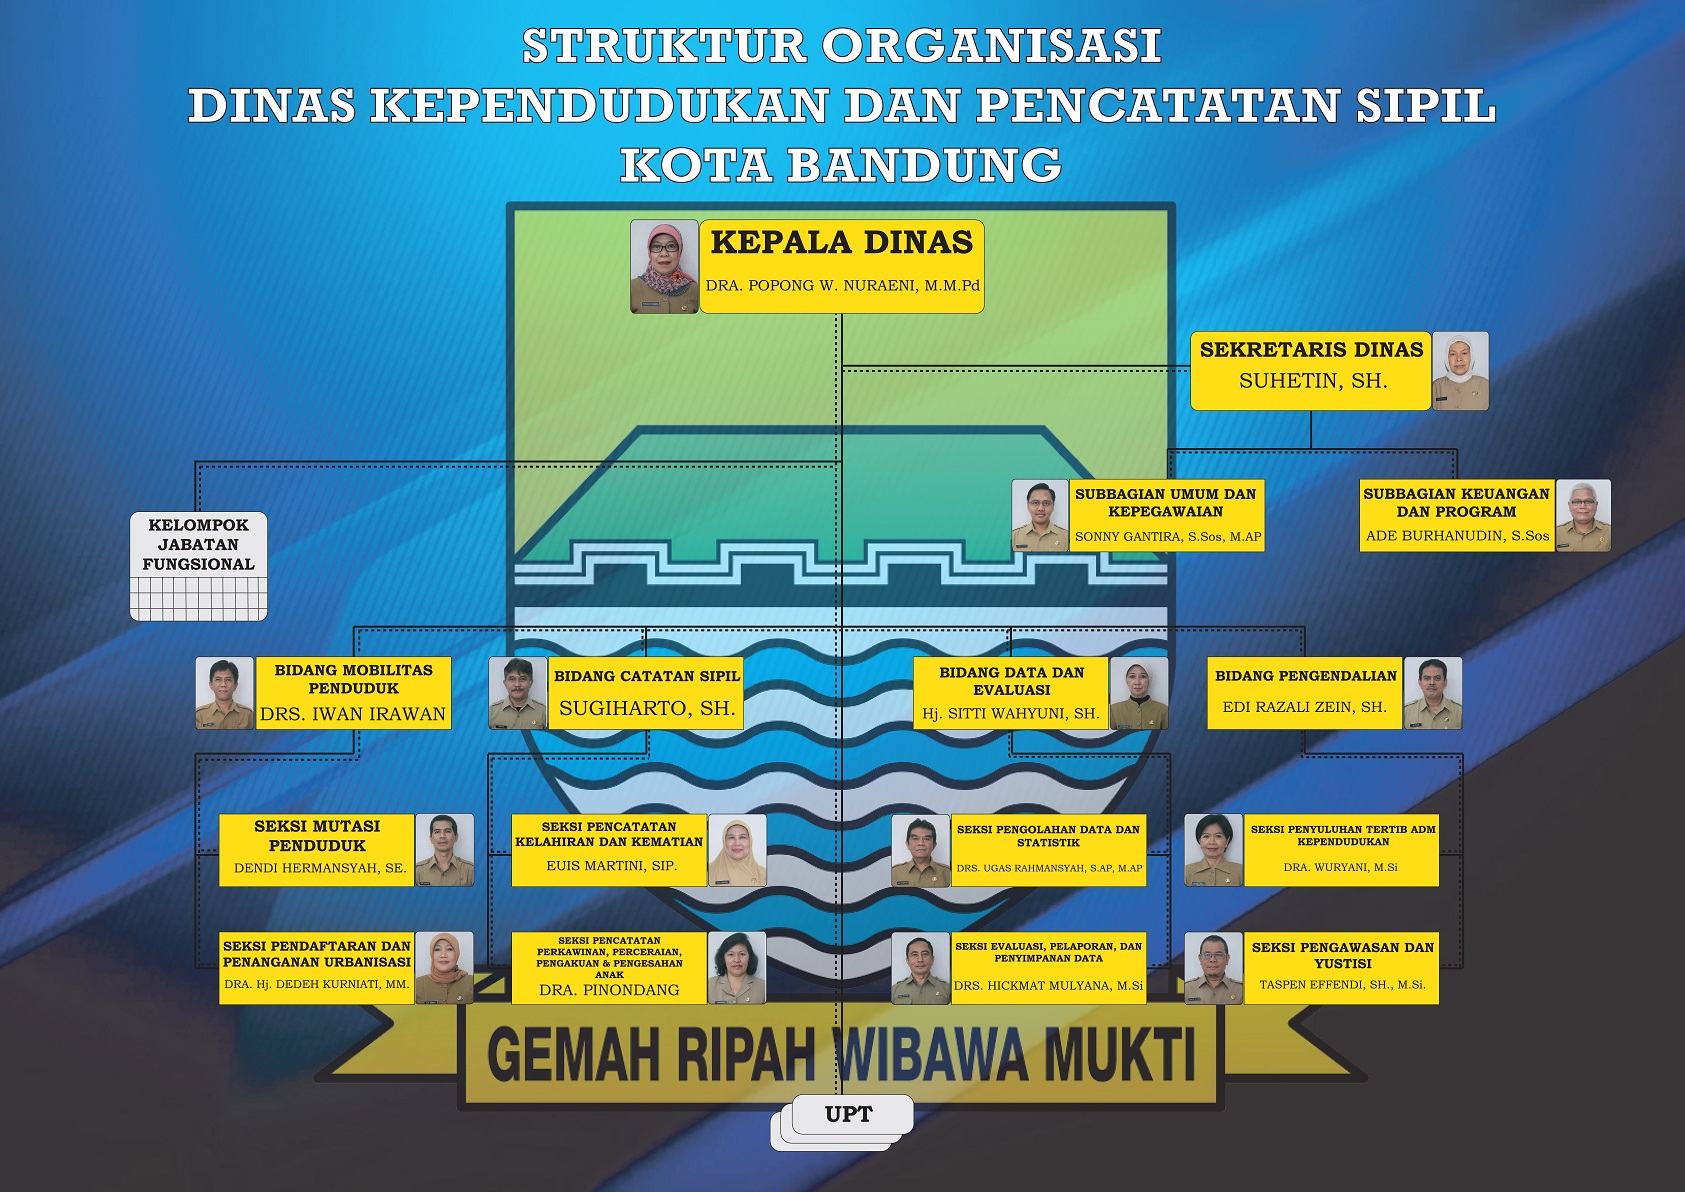 STRUKTUR ORGANISASI
DINAS KEPENDUDUKAN DAN PENCATATAN SIPIL
KOTA BANDUNG
KEPALA DINAS
DRA. POPONG W. NURAENI, M.M.Pd
SEKRETARIS DINAS
SUHETIN, SH.
SUBBAGIAN UMUM DAN
KEPEGAWAIAN
SONNY GANTIRA, S.Sos, M.AP
SUBBAGIAN KEUANGAN
DAN PROGRAM
ADE BURHANUDIN, S.Sos
KELOMPOK
JABATAN
FUNGSIONAL
BIDANG MOBILITAS
PENDUDUK
DRS. IWAN IRAWAN
BIDANG CATATAN SIPIL
SUGIHARTO, SH.
BIDANG DATA DAN
EVALUASI
Hj. SITTI WAHYUNI, SH.
BIDANG PENGENDALIAN
EDI RAZALI ZEIN, SH.
SEKSI MUTASI
PENDUDUK
DENDI HERMANSYAH, SE.
SEKSI PENCATATAN
KELAHIRAN DAN KEMATIAN
EUIS MARTINI, SIP.
SEKSI PENGOLAHAN DATA DAN
STATISTIK
DRS. UGAS RAHMANSYAH, S.AP, M.AP
SEKSI PENYULUHAN TERTIB ADM
KEPENDUDUKAN
DRA. WURYANI, M.Si
SEKSI PENDAFTARAN DAN
PENANGANAN URBANISASI
DRA. Hj. DEDEH KURNIATI, MM.
SEKSI PENCATATAN
PERKAWINAN, PERCERAIAN,
PENGAKUAN & PENGESAHAN
ANAK
DRA. PINONDANG
SEKSI EVALUASI, PELAPORAN, DAN
PENYIMPANAN DATA
DRS. HICKMAT MULYANA, M.Si
SEKSI PENGAWASAN DAN
YUSTISI
TASPEN EFFENDI, SH., M.Si.
GEMAH RIPAH WIBAWA MUKTI
UPT